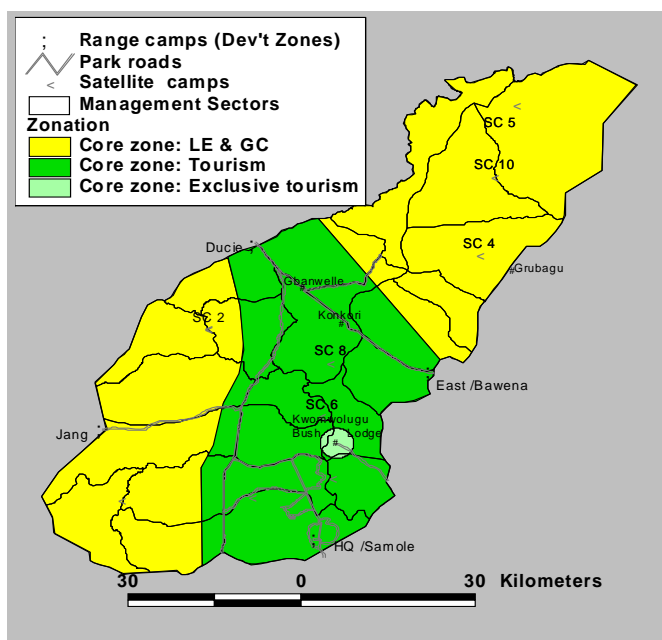 ; Range camps (Dev't Zones)
Park roads
< Satellite camps
Management Sectors
Zonation
Core zone: LE & GC
Core zone: Tourism
Core zone: Exclusive tourism
SC 5
SC 10
SC 4
Ducie
Grubagu
Gbanwelle
SC 2
Konkori
SC 8
East /Bawena
SC 6
Kwomwolugu
Bush Lodge
Jang
HQ /Samole
30 0 30 Kilometers